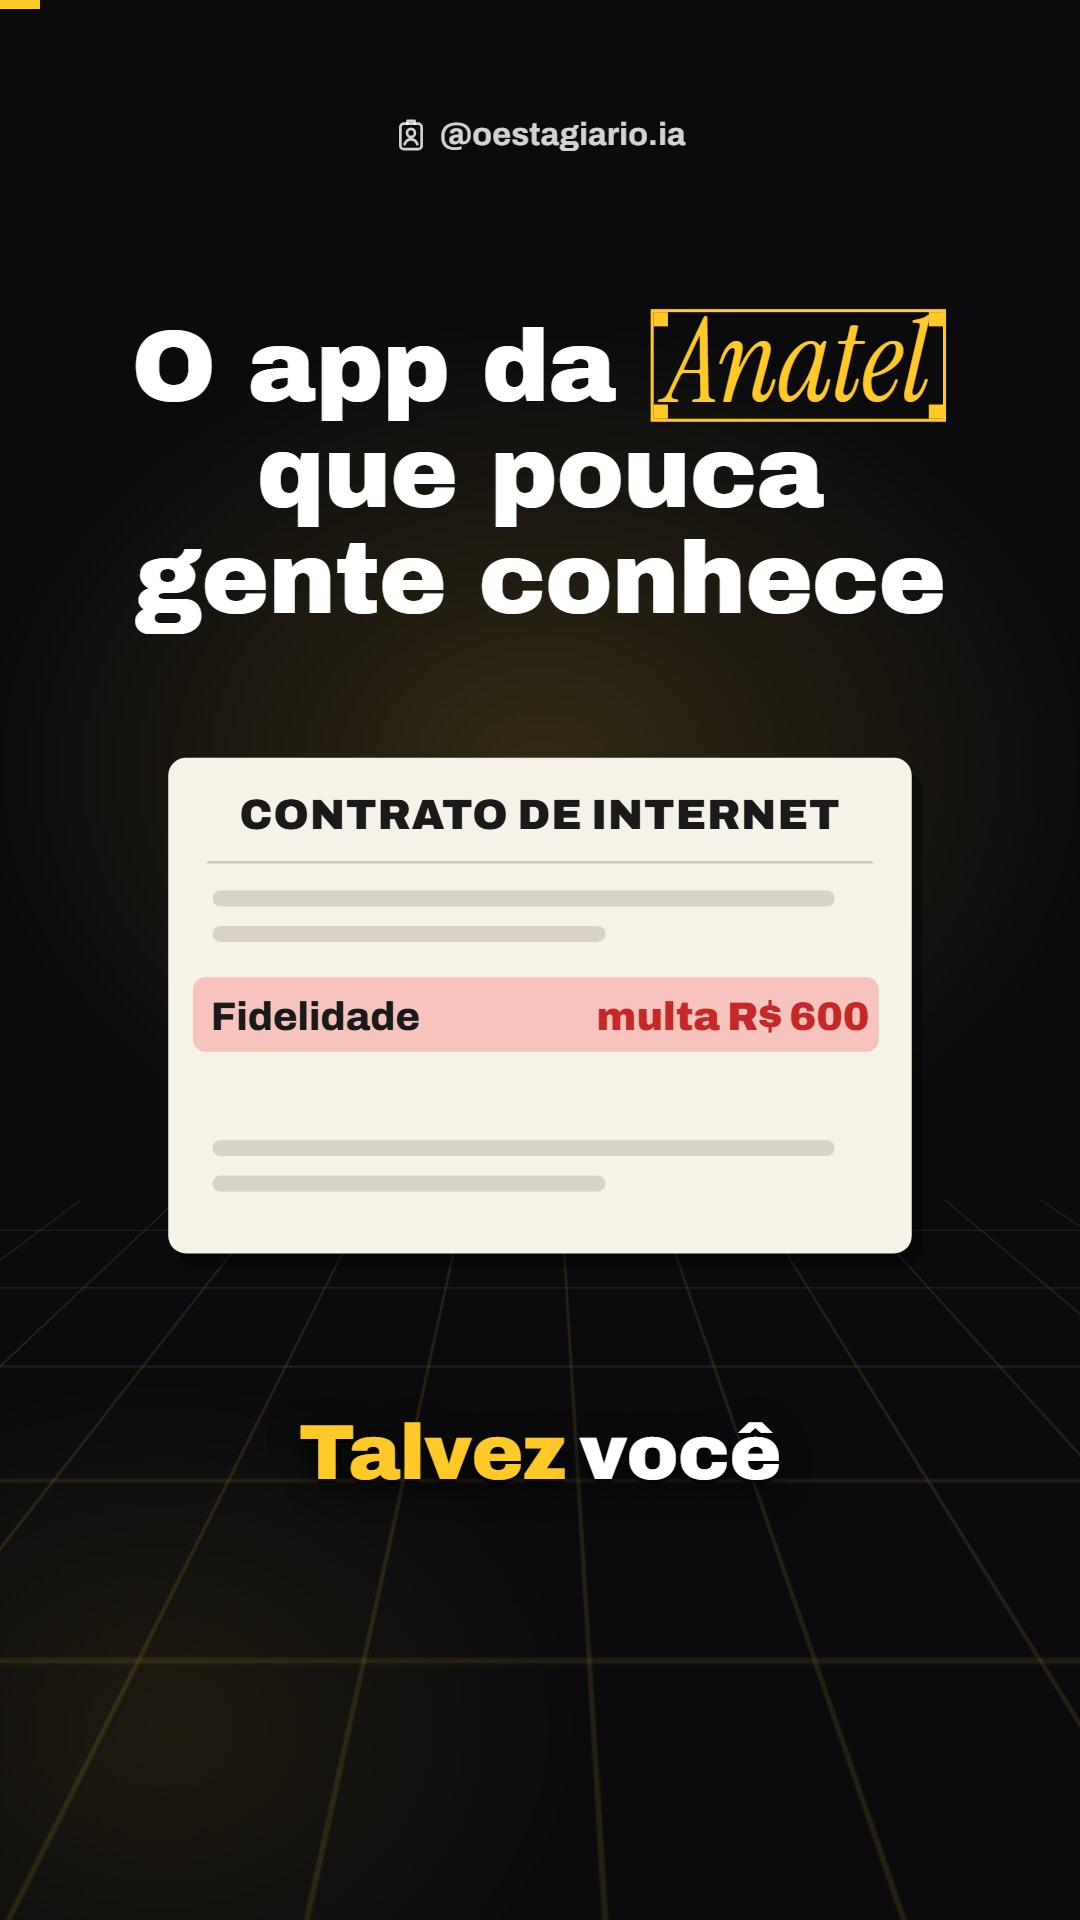 @oestagiario.ia
O app da Anatel
que pouca
gente conhece
CONTRATO DE INTERNET
Fidelidade multa R$ 600
Talvez você